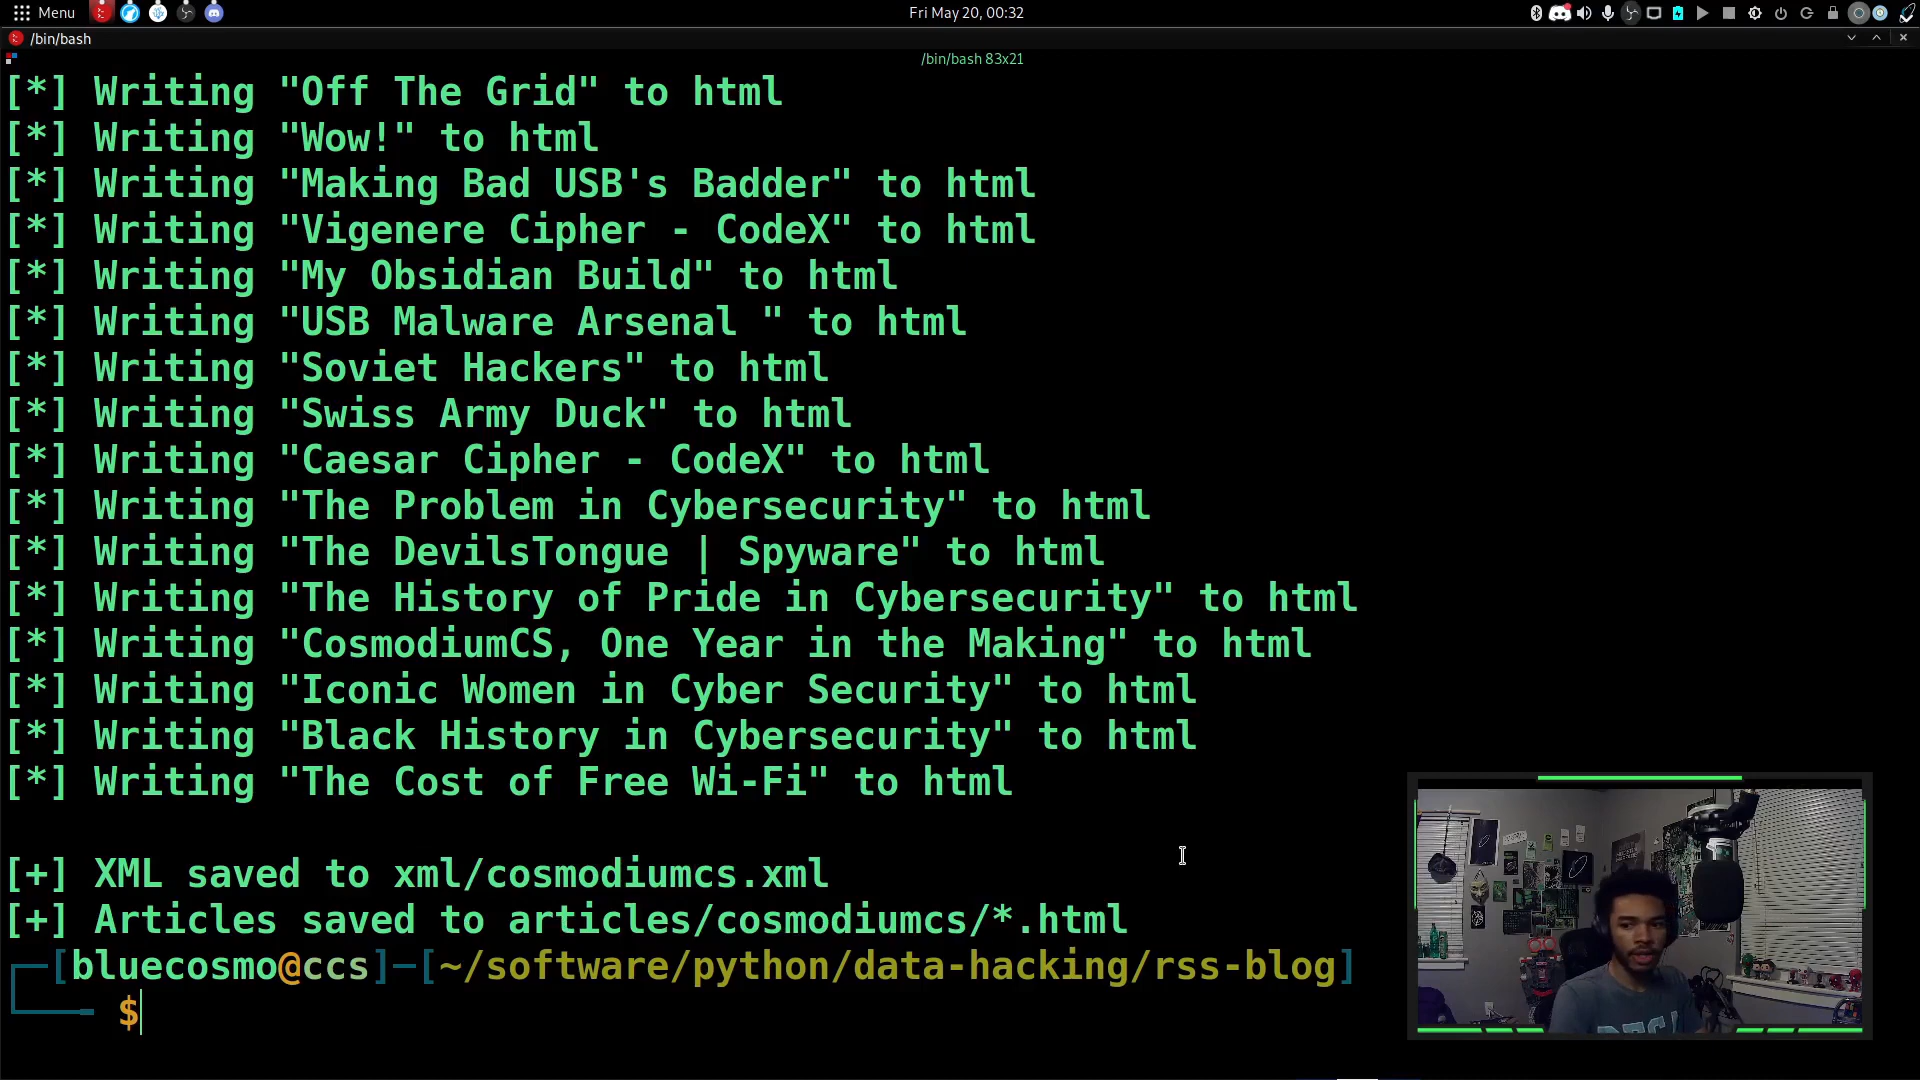 Menu
Fri May 20, 00:32
/bin/bash
/bin/bash 83x21
[*] Writing "Off The Grid" to html
[*] Writing "Wow!" to html
[*] Writing "Making Bad USB's Badder" to html
[*] Writing "Vigenere Cipher - CodeX" to html
[*] Writing "My Obsidian Build" to html
[*] Writing "USB Malware Arsenal " to html
[*] Writing "Soviet Hackers" to html
[*] Writing "Swiss Army Duck" to html
[*] Writing "Caesar Cipher - CodeX" to html
[*] Writing "The Problem in Cybersecurity" to html
[*] Writing "The DevilsTongue | Spyware" to html
[*] Writing "The History of Pride in Cybersecurity" to html
[*] Writing "CosmodiumCS, One Year in the Making" to html
[*] Writing "Iconic Women in Cyber Security" to html
[*] Writing "Black History in Cybersecurity" to html
[*] Writing "The Cost of Free Wi-Fi" to html
[+] XML saved to xml/cosmodiumcs.xml
[+] Articles saved to articles/cosmodiumcs/*.html
[bluecosmo@ccs]-[~/software/python/data-hacking/rss-blog]
$